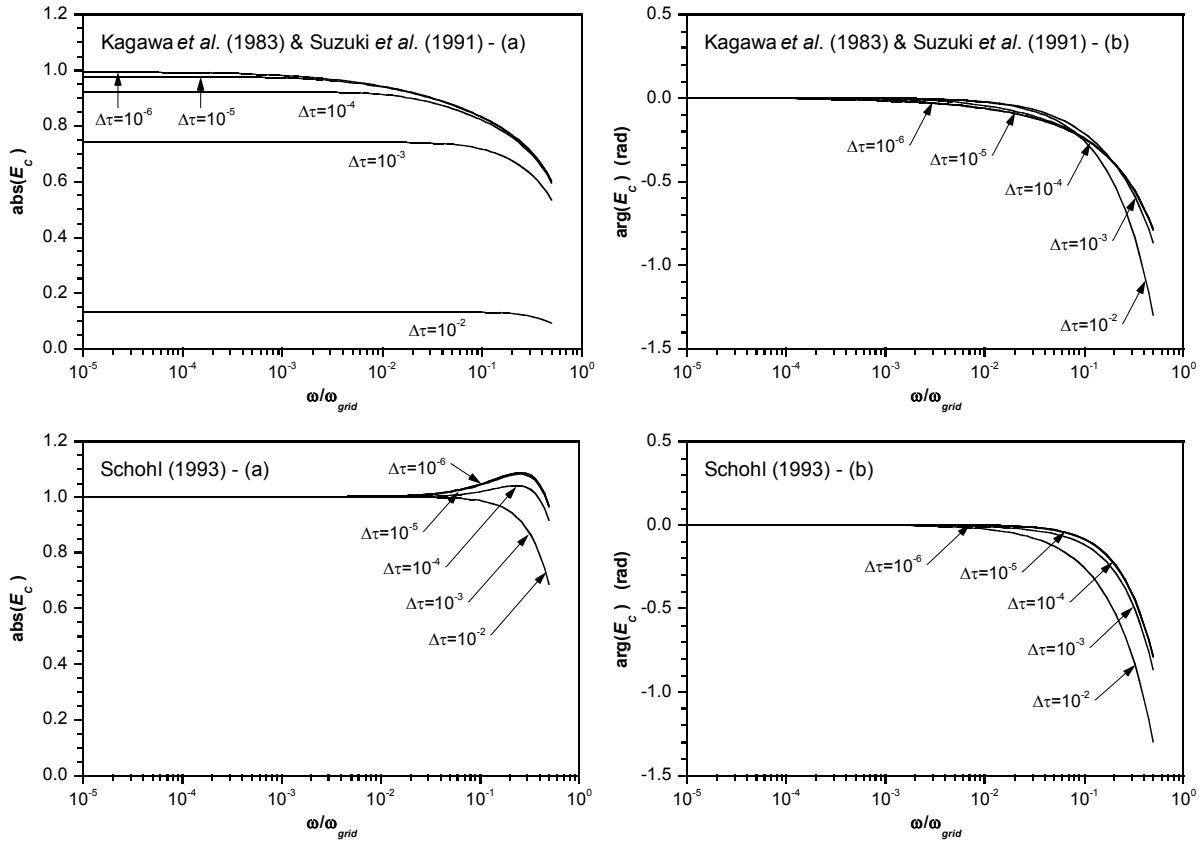 Kagawa et al. (1983) & Suzuki et al. (1991) - (a)
abs(E_c)
1.2
1.0
0.8
0.6
0.4
0.2
0.0
Δτ=10⁻⁶
Δτ=10⁻⁵
Δτ=10⁻⁴
Δτ=10⁻³
Δτ=10⁻²
10⁻⁵ 10⁻⁴ 10⁻³ 10⁻² 10⁻¹ 10⁰
ω/ω_grid
Kagawa et al. (1983) & Suzuki et al. (1991) - (b)
arg(E_c) (rad)
0.5
0.0
-0.5
-1.0
-1.5
Δτ=10⁻⁶
Δτ=10⁻⁵
Δτ=10⁻⁴
Δτ=10⁻³
Δτ=10⁻²
10⁻⁵ 10⁻⁴ 10⁻³ 10⁻² 10⁻¹ 10⁰
ω/ω_grid
Schohl (1993) - (a)
abs(E_c)
1.2
1.0
0.8
0.6
0.4
0.2
0.0
Δτ=10⁻⁶
Δτ=10⁻⁵
Δτ=10⁻⁴
Δτ=10⁻³
Δτ=10⁻²
10⁻⁵ 10⁻⁴ 10⁻³ 10⁻² 10⁻¹ 10⁰
ω/ω_grid
Schohl (1993) - (b)
arg(E_c) (rad)
0.5
0.0
-0.5
-1.0
-1.5
Δτ=10⁻⁶
Δτ=10⁻⁵
Δτ=10⁻⁴
Δτ=10⁻³
Δτ=10⁻²
10⁻⁵ 10⁻⁴ 10⁻³ 10⁻² 10⁻¹ 10⁰
ω/ω_grid